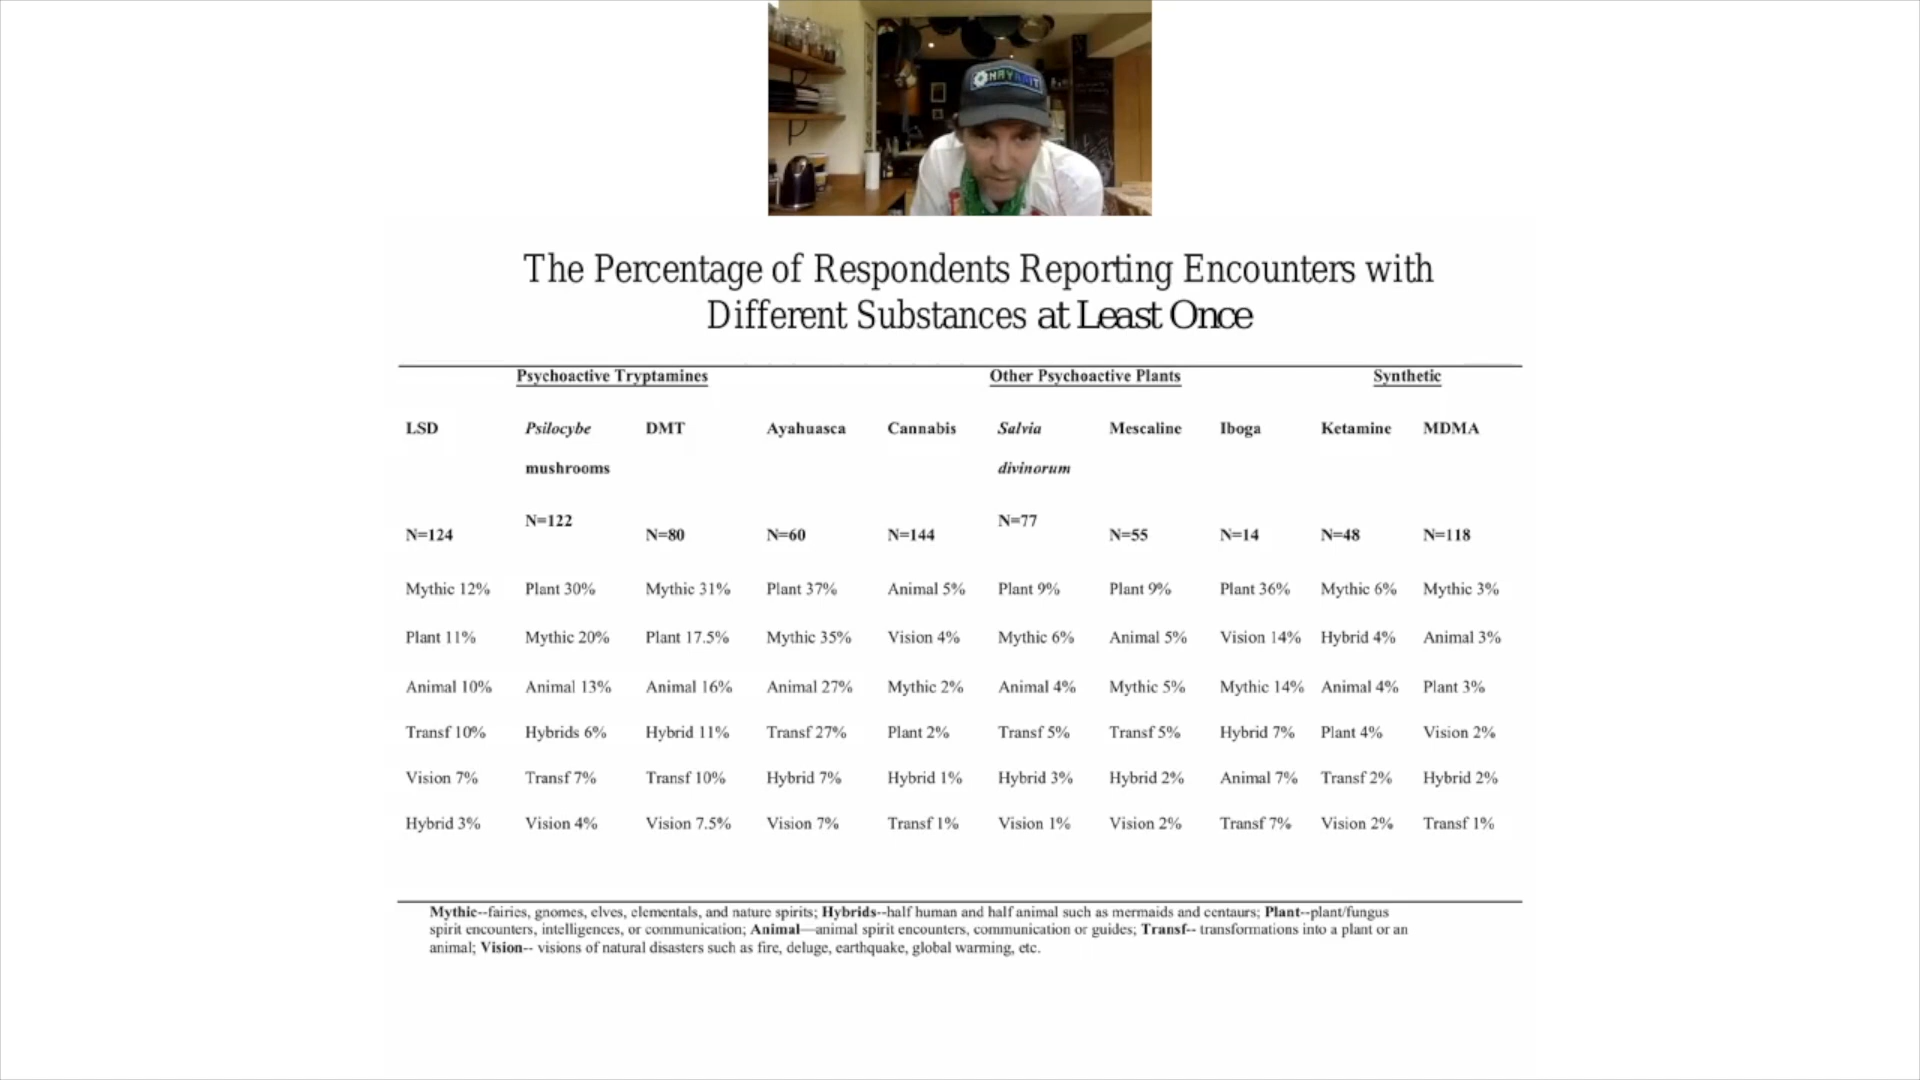 The Percentage of Respondents Reporting Encounters with
Different Substances at Least Once
Psychoactive Tryptamines Other Psychoactive Plants Synthetic
LSD Psilocybe DMT Ayahuasca Cannabis Salvia Mescaline Iboga Ketamine MDMA
mushrooms divinorum
N=122 N=77
N=124 N=80 N=60 N=144 N=55 N=14 N=48 N=118
Mythic 12% Plant 30% Mythic 31% Plant 37% Animal 5% Plant 9% Plant 9% Plant 36% Mythic 6% Mythic 3%
Plant 11% Mythic 20% Plant 17.5% Mythic 35% Vision 4% Mythic 6% Animal 5% Vision 14% Hybrid 4% Animal 3%
Animal 10% Animal 13% Animal 16% Animal 27% Mythic 2% Animal 4% Mythic 5% Mythic 14% Animal 4% Plant 3%
Transf 10% Hybrids 6% Hybrid 11% Transf 27% Plant 2% Transf 5% Transf 5% Hybrid 7% Plant 4% Vision 2%
Vision 7% Transf 7% Transf 10% Hybrid 7% Hybrid 1% Hybrid 3% Hybrid 2% Animal 7% Transf 2% Hybrid 2%
Hybrid 3% Vision 4% Vision 7.5% Vision 7% Transf 1% Vision 1% Vision 2% Transf 7% Vision 2% Transf 1%
Mythic--fairies, gnomes, elves, elementals, and nature spirits; Hybrids--half human and half animal such as mermaids and centaurs; Plant--plant/fungus
spirit encounters, intelligences, or communication; Animal—animal spirit encounters, communication or guides; Transf-- transformations into a plant or an
animal; Vision-- visions of natural disasters such as fire, deluge, earthquake, global warming, etc.